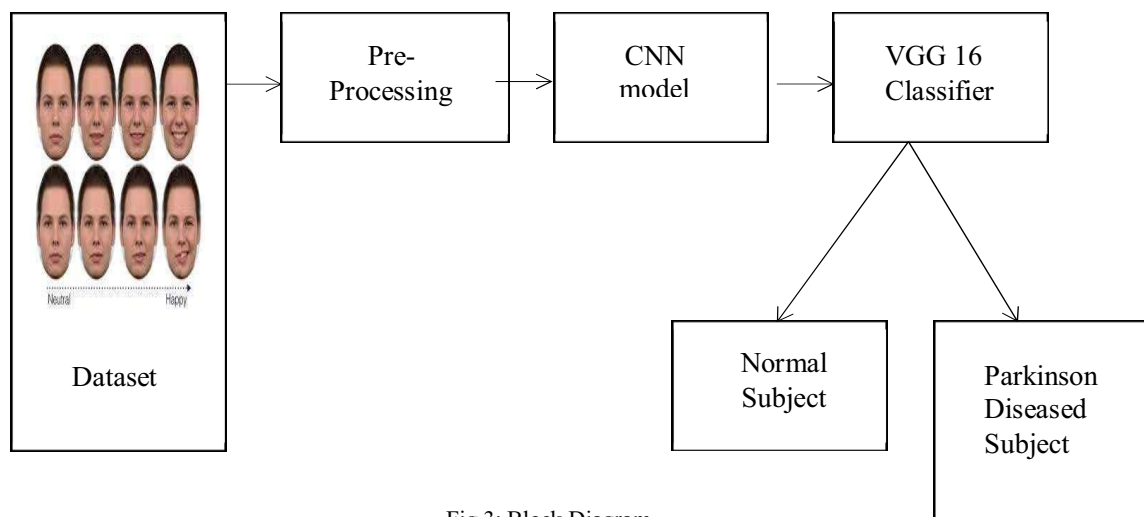 Neutral
Happy
Dataset
Pre-
Processing
CNN
model
VGG 16
Classifier
Normal
Subject
Parkinson
Diseased
Subject
Fig 3: Block Diagram